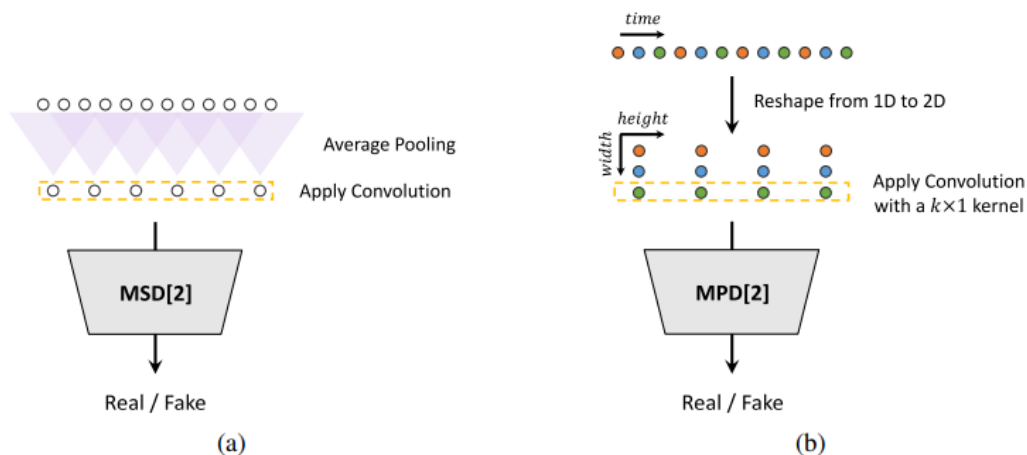 Average Pooling
Apply Convolution
MSD[2]
Real / Fake
(a)
time
Reshape from 1D to 2D
height
width
Apply Convolution
with a k×1 kernel
MPD[2]
Real / Fake
(b)